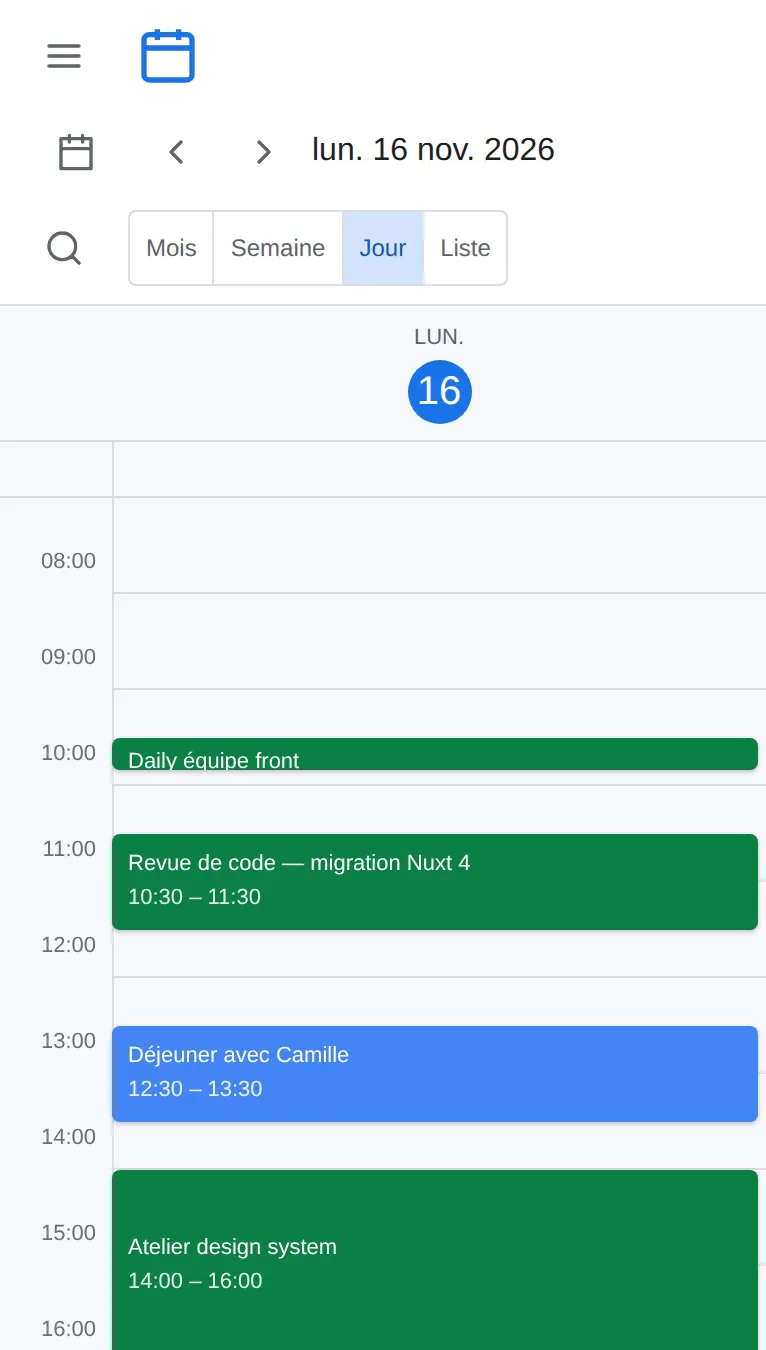 lun. 16 nov. 2026
Mois Semaine Jour Liste
LUN.
16
08:00
09:00
10:00
Daily équipe front
11:00
Revue de code — migration Nuxt 4
10:30 – 11:30
12:00
13:00
Déjeuner avec Camille
12:30 – 13:30
14:00
15:00
Atelier design system
14:00 – 16:00
16:00